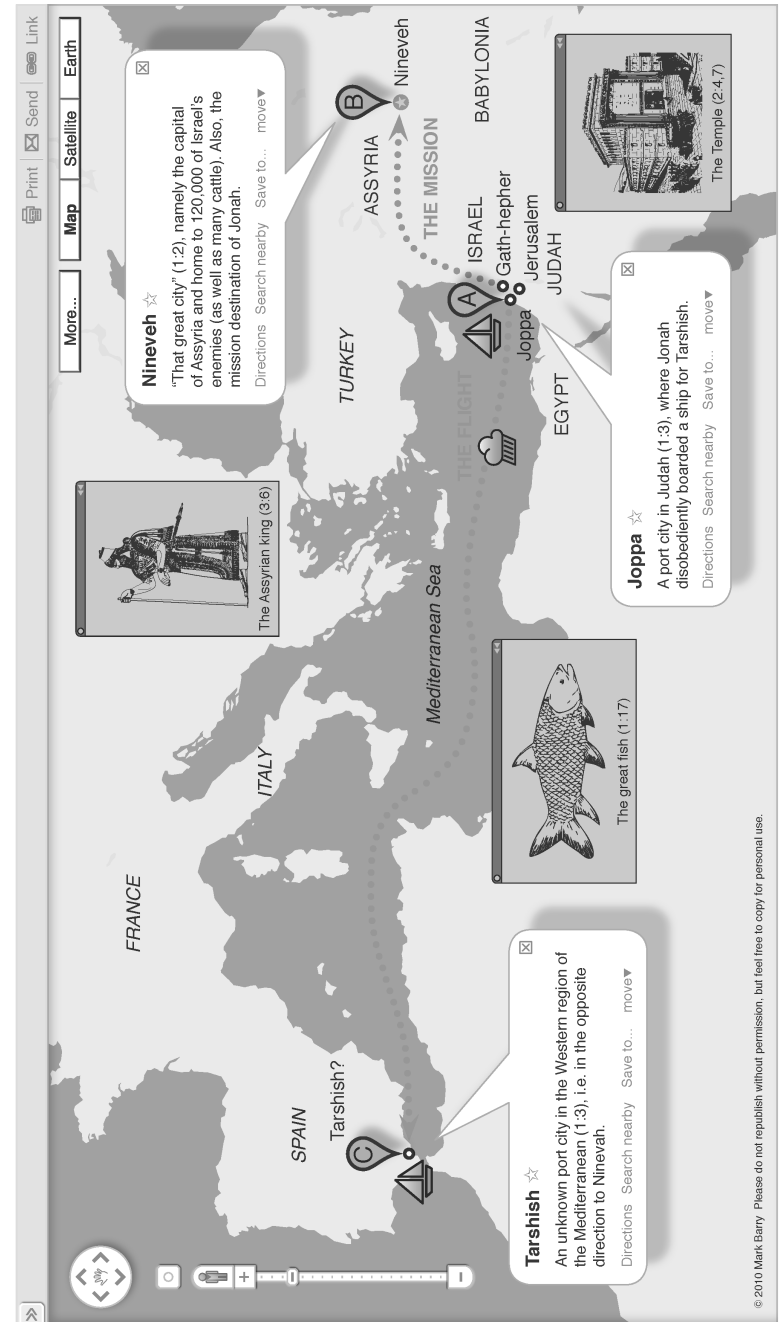 Print
Send
Link
More...
Map
Satellite
Earth
Nineveh
“That great city” (1:2), namely the capital
of Assyria and home to 120,000 of Israel's
enemies (as well as many cattle). Also, the
mission destination of Jonah.
Directions Search nearby Save to... move
B
Nineveh
ASSYRIA
BABYLONIA
THE MISSION
FRANCE
The Assyrian king (3:6)
TURKEY
ITALY
ISRAEL
Gath-hepher
Jerusalem
JUDAH
A
Joppa
THE FLIGHT
EGYPT
Mediterranean Sea
SPAIN
Tarshish?
C
The Temple (2:4,7)
The great fish (1:17)
Joppa
A port city in Judah (1:3), where Jonah
disobediently boarded a ship for Tarshish.
Directions Search nearby Save to... move
Tarshish
An unknown port city in the Western region of
the Mediterranean (1:3), i.e. in the opposite
direction to Ninevah.
Directions Search nearby Save to... move
© 2010 Mark Barry Please do not republish without permission, but feel free to copy for personal use.